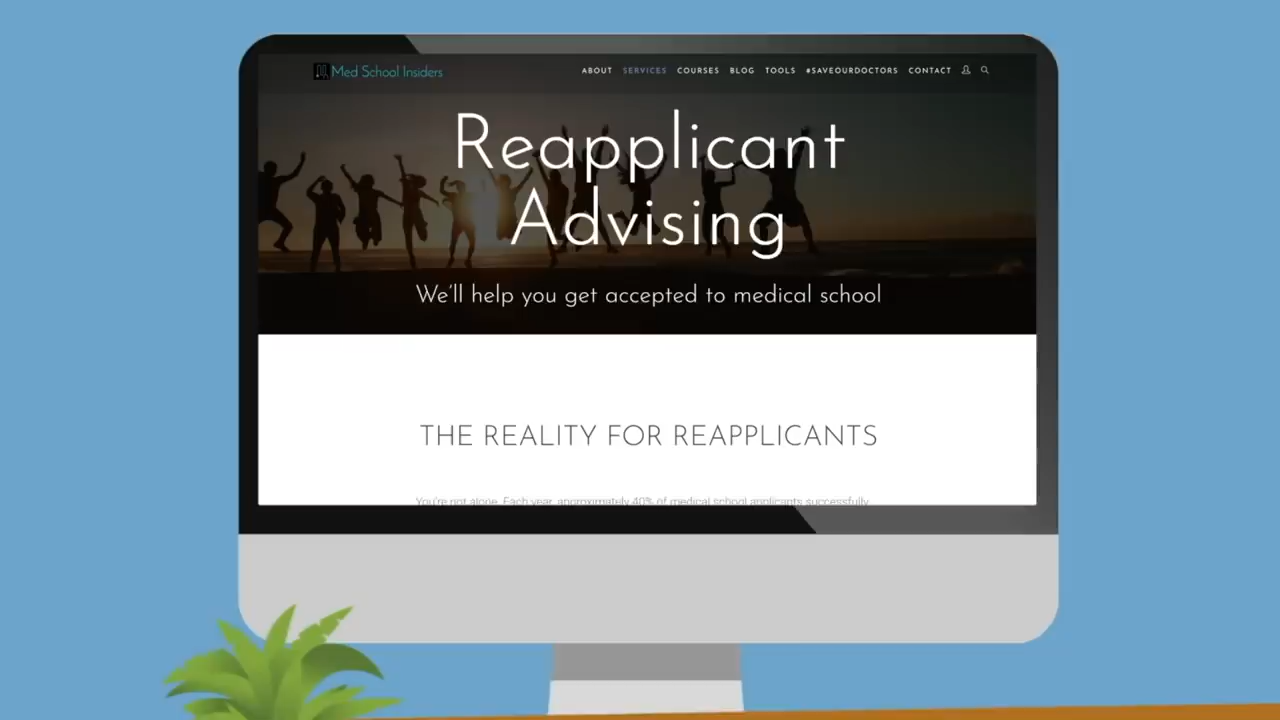 Med School Insiders
ABOUT SERVICES COURSES BLOG TOOLS #SAVEOURDOCTORS CONTACT
Reapplicant
Advising
We'll help you get accepted to medical school
THE REALITY FOR REAPPLICANTS
You're not alone. Each year, approximately 40% of medical school applicants successfully